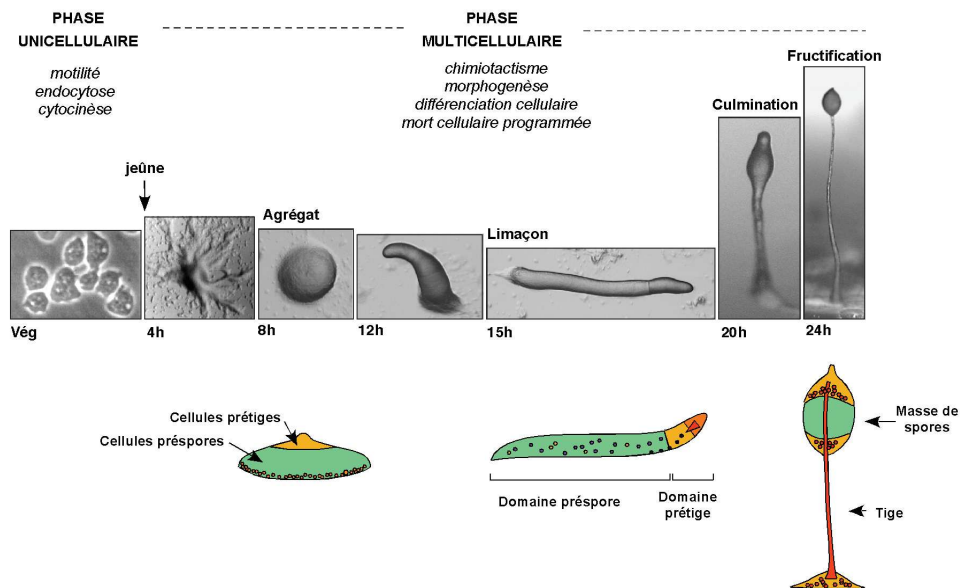 PHASE
UNICELLULAIRE
motilité
endocytose
cytocinèse
PHASE
MULTICELLULAIRE
chimiotactisme
morphogenèse
différenciation cellulaire
mort cellulaire programmée
Fructification
Culmination
jeûne
Agrégat
Limaçon
Vég
4h
8h
12h
15h
20h
24h
Cellules prétiges
Cellules préspores
Domaine préspore
Domaine
prétige
Masse de
spores
Tige